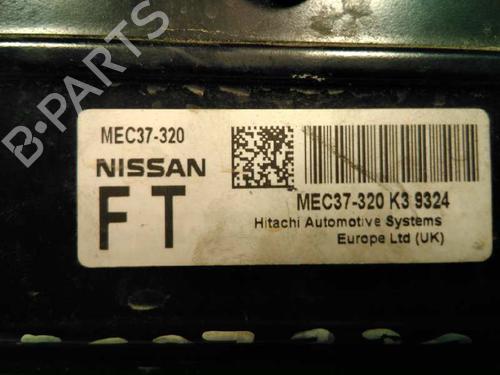 MEC37-320
NISSAN
FT
MEC37-320 K3 9324
Hitachi Automotive Systems
Europe Ltd (UK)
B-PARTS